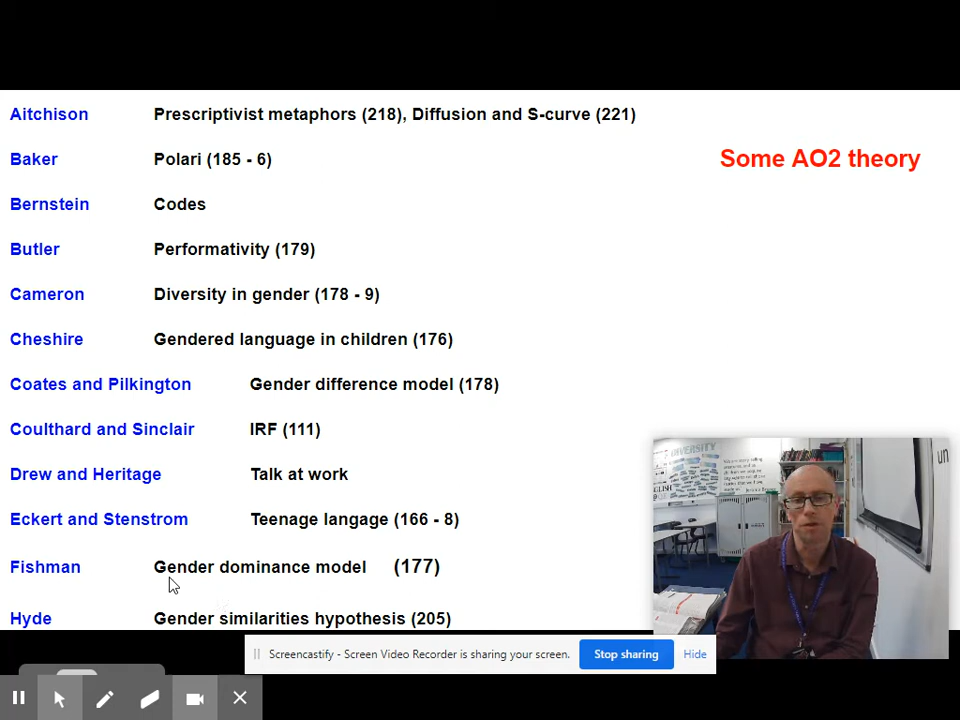 Aitchison Prescriptivist metaphors (218), Diffusion and S-curve (221)
Some AO2 theory
Baker Polari (185 - 6)
Bernstein Codes
Butler Performativity (179)
Cameron Diversity in gender (178 - 9)
Cheshire Gendered language in children (176)
Coates and Pilkington Gender difference model (178)
Coulthard and Sinclair IRF (111)
Drew and Heritage Talk at work
Eckert and Stenstrom Teenage langage (166 - 8)
Fishman Gender dominance model (177)
Hyde Gender similarities hypothesis (205)
DIVERSITY
un
Screencastify - Screen Video Recorder is sharing your screen. Stop sharing Hide